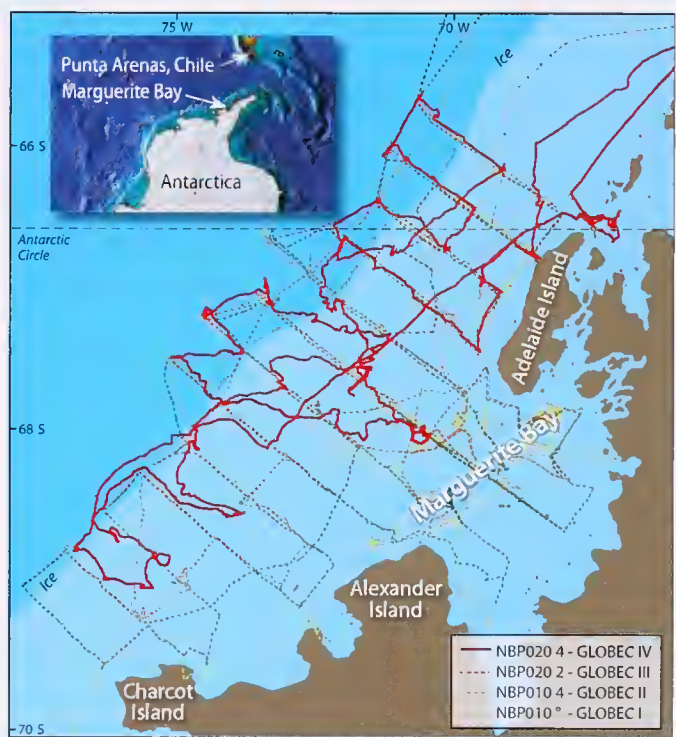 75 W
70 W
Ice
Punta Arenas, Chile
Marguerite Bay
Antarctica
66 S
Antarctic
Circle
Adelaide Island
68 S
Marguerite Bay
Ice
Alexander
Island
Charcot
Island
70 S
NBP020 4 - GLOBEC IV
NBP020 2 - GLOBEC III
NBP010 4 - GLOBEC II
NBP010 ° - GLOBEC I